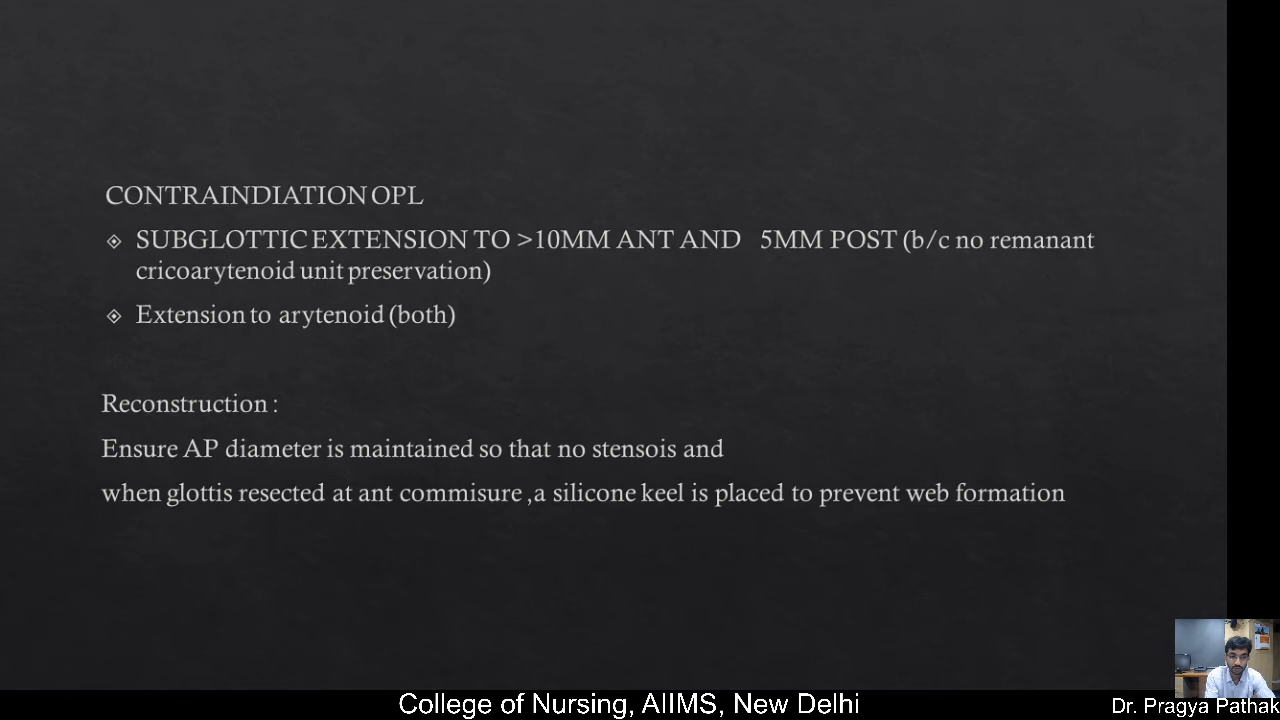 CONTRAINDIATION OPL
SUBGLOTTIC EXTENSION TO >10MM ANT AND 5MM POST (b/c no remanant
cricoarytenoid unit preservation)
Extension to arytenoid (both)
Reconstruction :
Ensure AP diameter is maintained so that no stensois and
when glottis resected at ant commisure ,a silicone keel is placed to prevent web formation
College of Nursing, AIIMS, New Delhi
Dr. Pragya Pathak